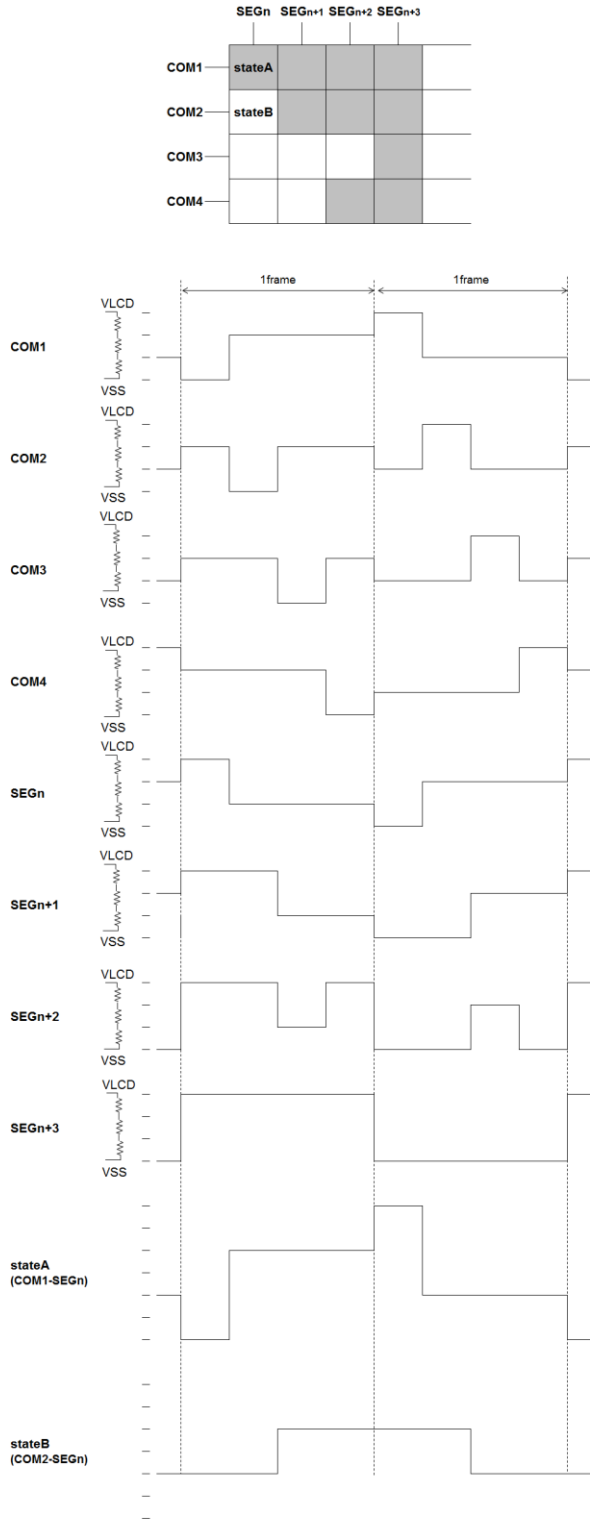 SEGn SEGn+1 SEGn+2 SEGn+3
COM1 stateA
COM2 stateB
COM3
COM4
1frame 1frame
VLCD
COM1
VSS
VLCD
COM2
VSS
VLCD
COM3
VSS
VLCD
COM4
VSS
VLCD
SEGn
VSS
VLCD
SEGn+1
VSS
VLCD
SEGn+2
VSS
VLCD
SEGn+3
VSS
stateA
(COM1-SEGn)
stateB
(COM2-SEGn)